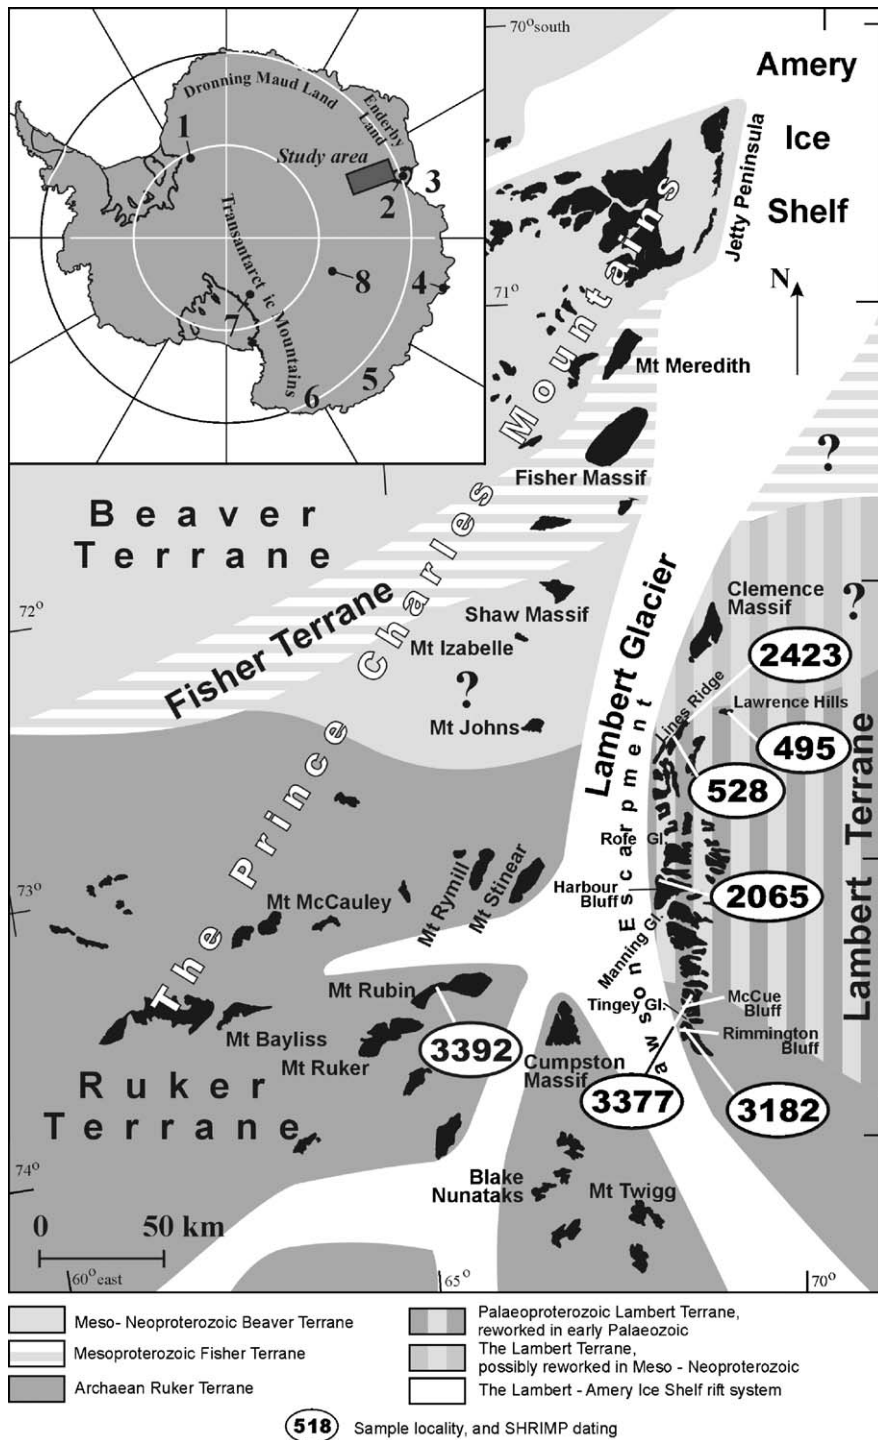 70° south
Amery
Ice
Shelf
Jetty Peninsula
N
Dronning Maud Land
Enderby
Land
Study area
Transantarct ic Mountains
1
2
3
4
5
6
7
8
71°
Mt Meredith
Fisher Massif
?
Beaver
Terrane
Fisher Terrane
The Prince Charles Mountains
72°
Shaw Massif
Mt Izabelle
?
Mt Johns
Lambert Glacier
Clemence
Massif
?
2423
Lines Ridge
Lawrence Hills
495
528
Lambert Terrane
Lambert Terrane
wson Escarpment
Rofe Gl.
Harbour
Bluff
2065
Manning Gl.
73°
Mt McCauley
Mt Rymill
Mt Stinear
Mt Rubin
Tingey Gl.
McCue
Bluff
Rimmington
Bluff
Mt Bayliss
Mt Ruker
3392
Cumpston
Massif
a
3377
3182
Ruker
Terrane
74°
Blake
Nunataks
Mt Twigg
0 50 km
60° east
65°
70°
Meso- Neoproterozoic Beaver Terrane
Mesoproterozoic Fisher Terrane
Archaean Ruker Terrane
Palaeoproterozoic Lambert Terrane,
reworked in early Palaeozoic
The Lambert Terrane,
possibly reworked in Meso - Neoproterozoic
The Lambert - Amery Ice Shelf rift system
518 Sample locality, and SHRIMP dating